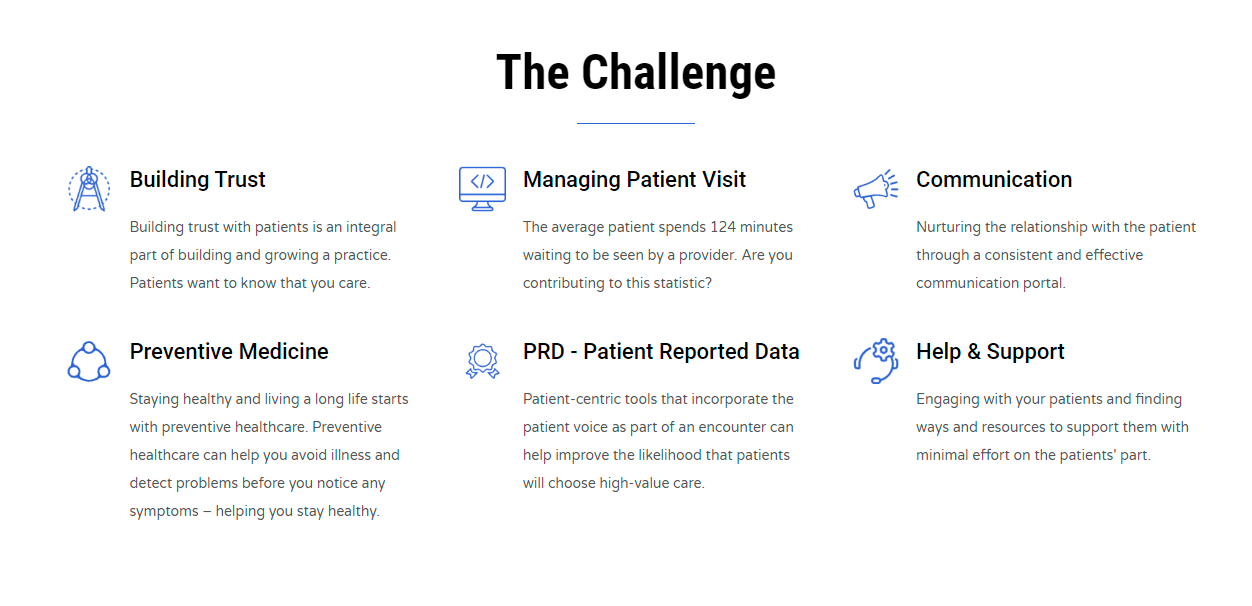 The Challenge
Building Trust
Building trust with patients is an integral
part of building and growing a practice.
Patients want to know that you care.
Managing Patient Visit
The average patient spends 124 minutes
waiting to be seen by a provider. Are you
contributing to this statistic?
Communication
Nurturing the relationship with the patient
through a consistent and effective
communication portal.
Preventive Medicine
Staying healthy and living a long life starts
with preventive healthcare. Preventive
healthcare can help you avoid illness and
detect problems before you notice any
symptoms – helping you stay healthy.
PRD - Patient Reported Data
Patient-centric tools that incorporate the
patient voice as part of an encounter can
help improve the likelihood that patients
will choose high-value care.
Help & Support
Engaging with your patients and finding
ways and resources to support them with
minimal effort on the patients' part.